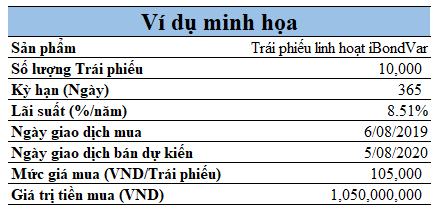 Ví dụ minh họa
Sản phẩm Trái phiếu linh hoạt iBondVar
Số lượng Trái phiếu 10,000
Kỳ hạn (Ngày) 365
Lãi suất (%/năm) 8.51%
Ngày giao dịch mua 6/08/2019
Ngày giao dịch bán dự kiến 5/08/2020
Mức giá mua (VND/Trái phiếu) 105,000
Giá trị tiền mua (VND) 1,050,000,000